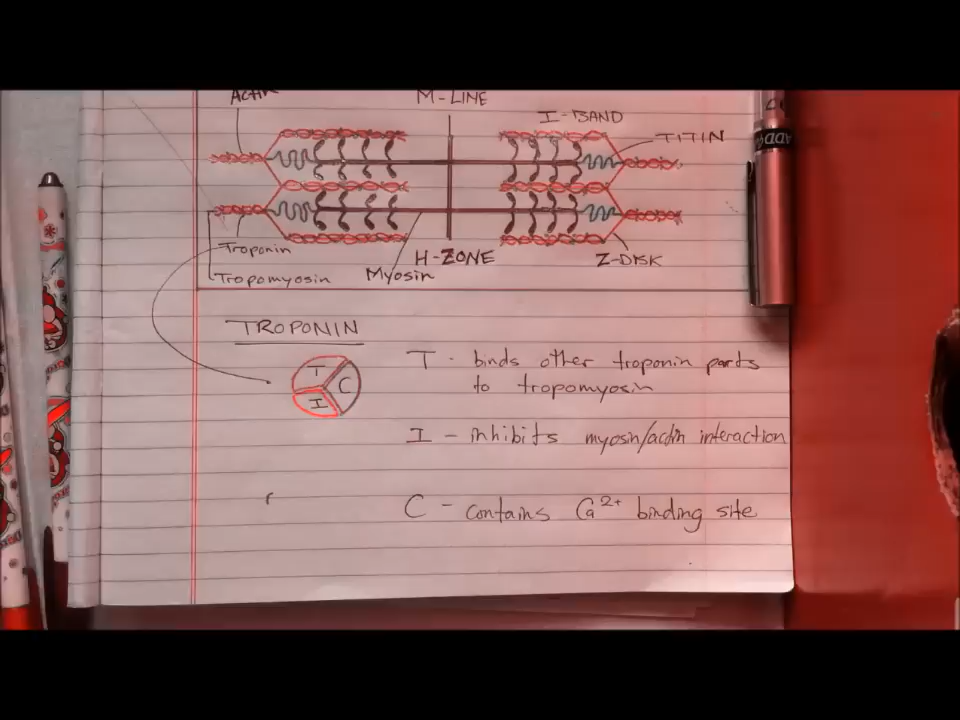 Actin
M-LINE
I-BAND
TITIN
Troponin
Tropomyosin
Myosin
H-ZONE
Z-DISK
TROPONIN
T
C
I
T - binds other troponin parts
to tropomyosin
I - inhibits myosin/actin interaction
C - contains Ca2+ binding site